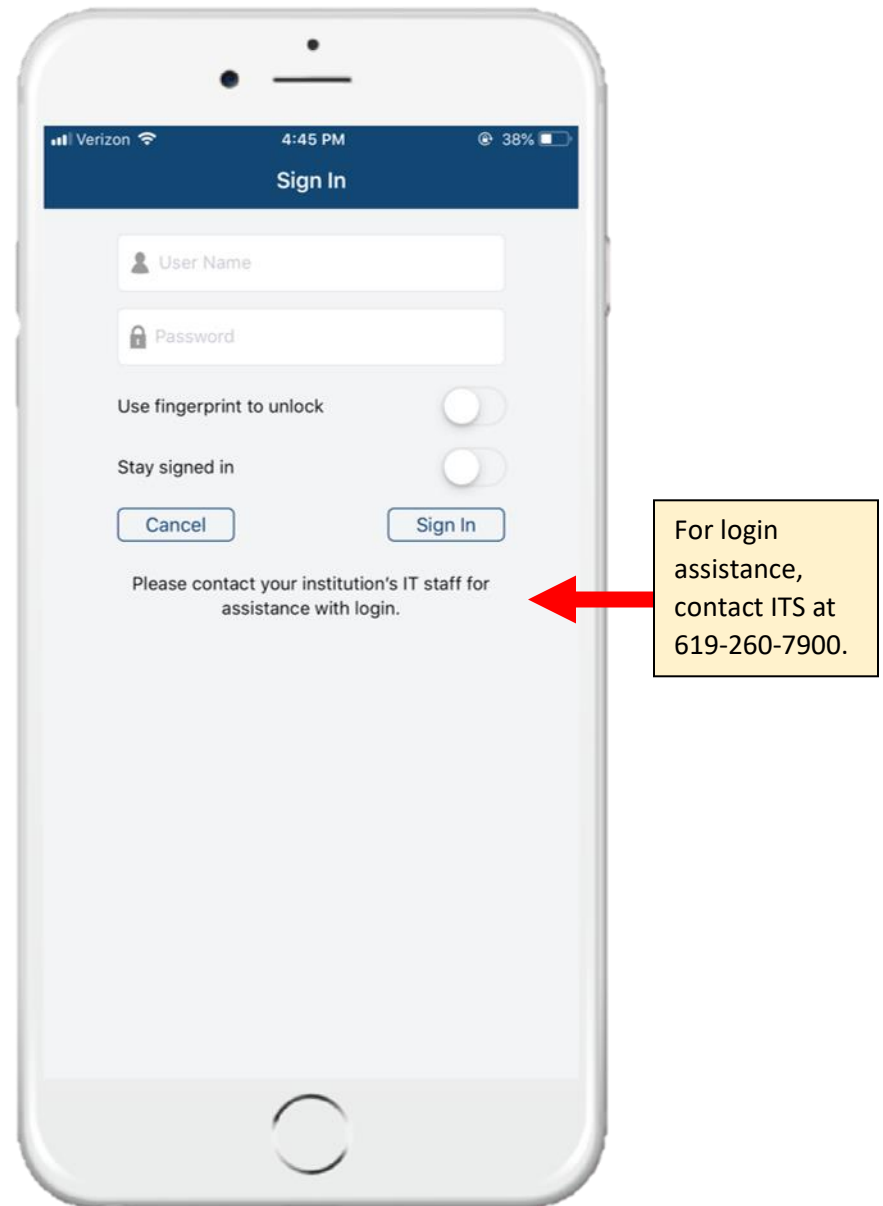 Verizon 4:45 PM 38%
Sign In
User Name
Password
Use fingerprint to unlock
Stay signed in
Cancel Sign In
Please contact your institution's IT staff for
assistance with login.
For login
assistance,
contact ITS at
619-260-7900.